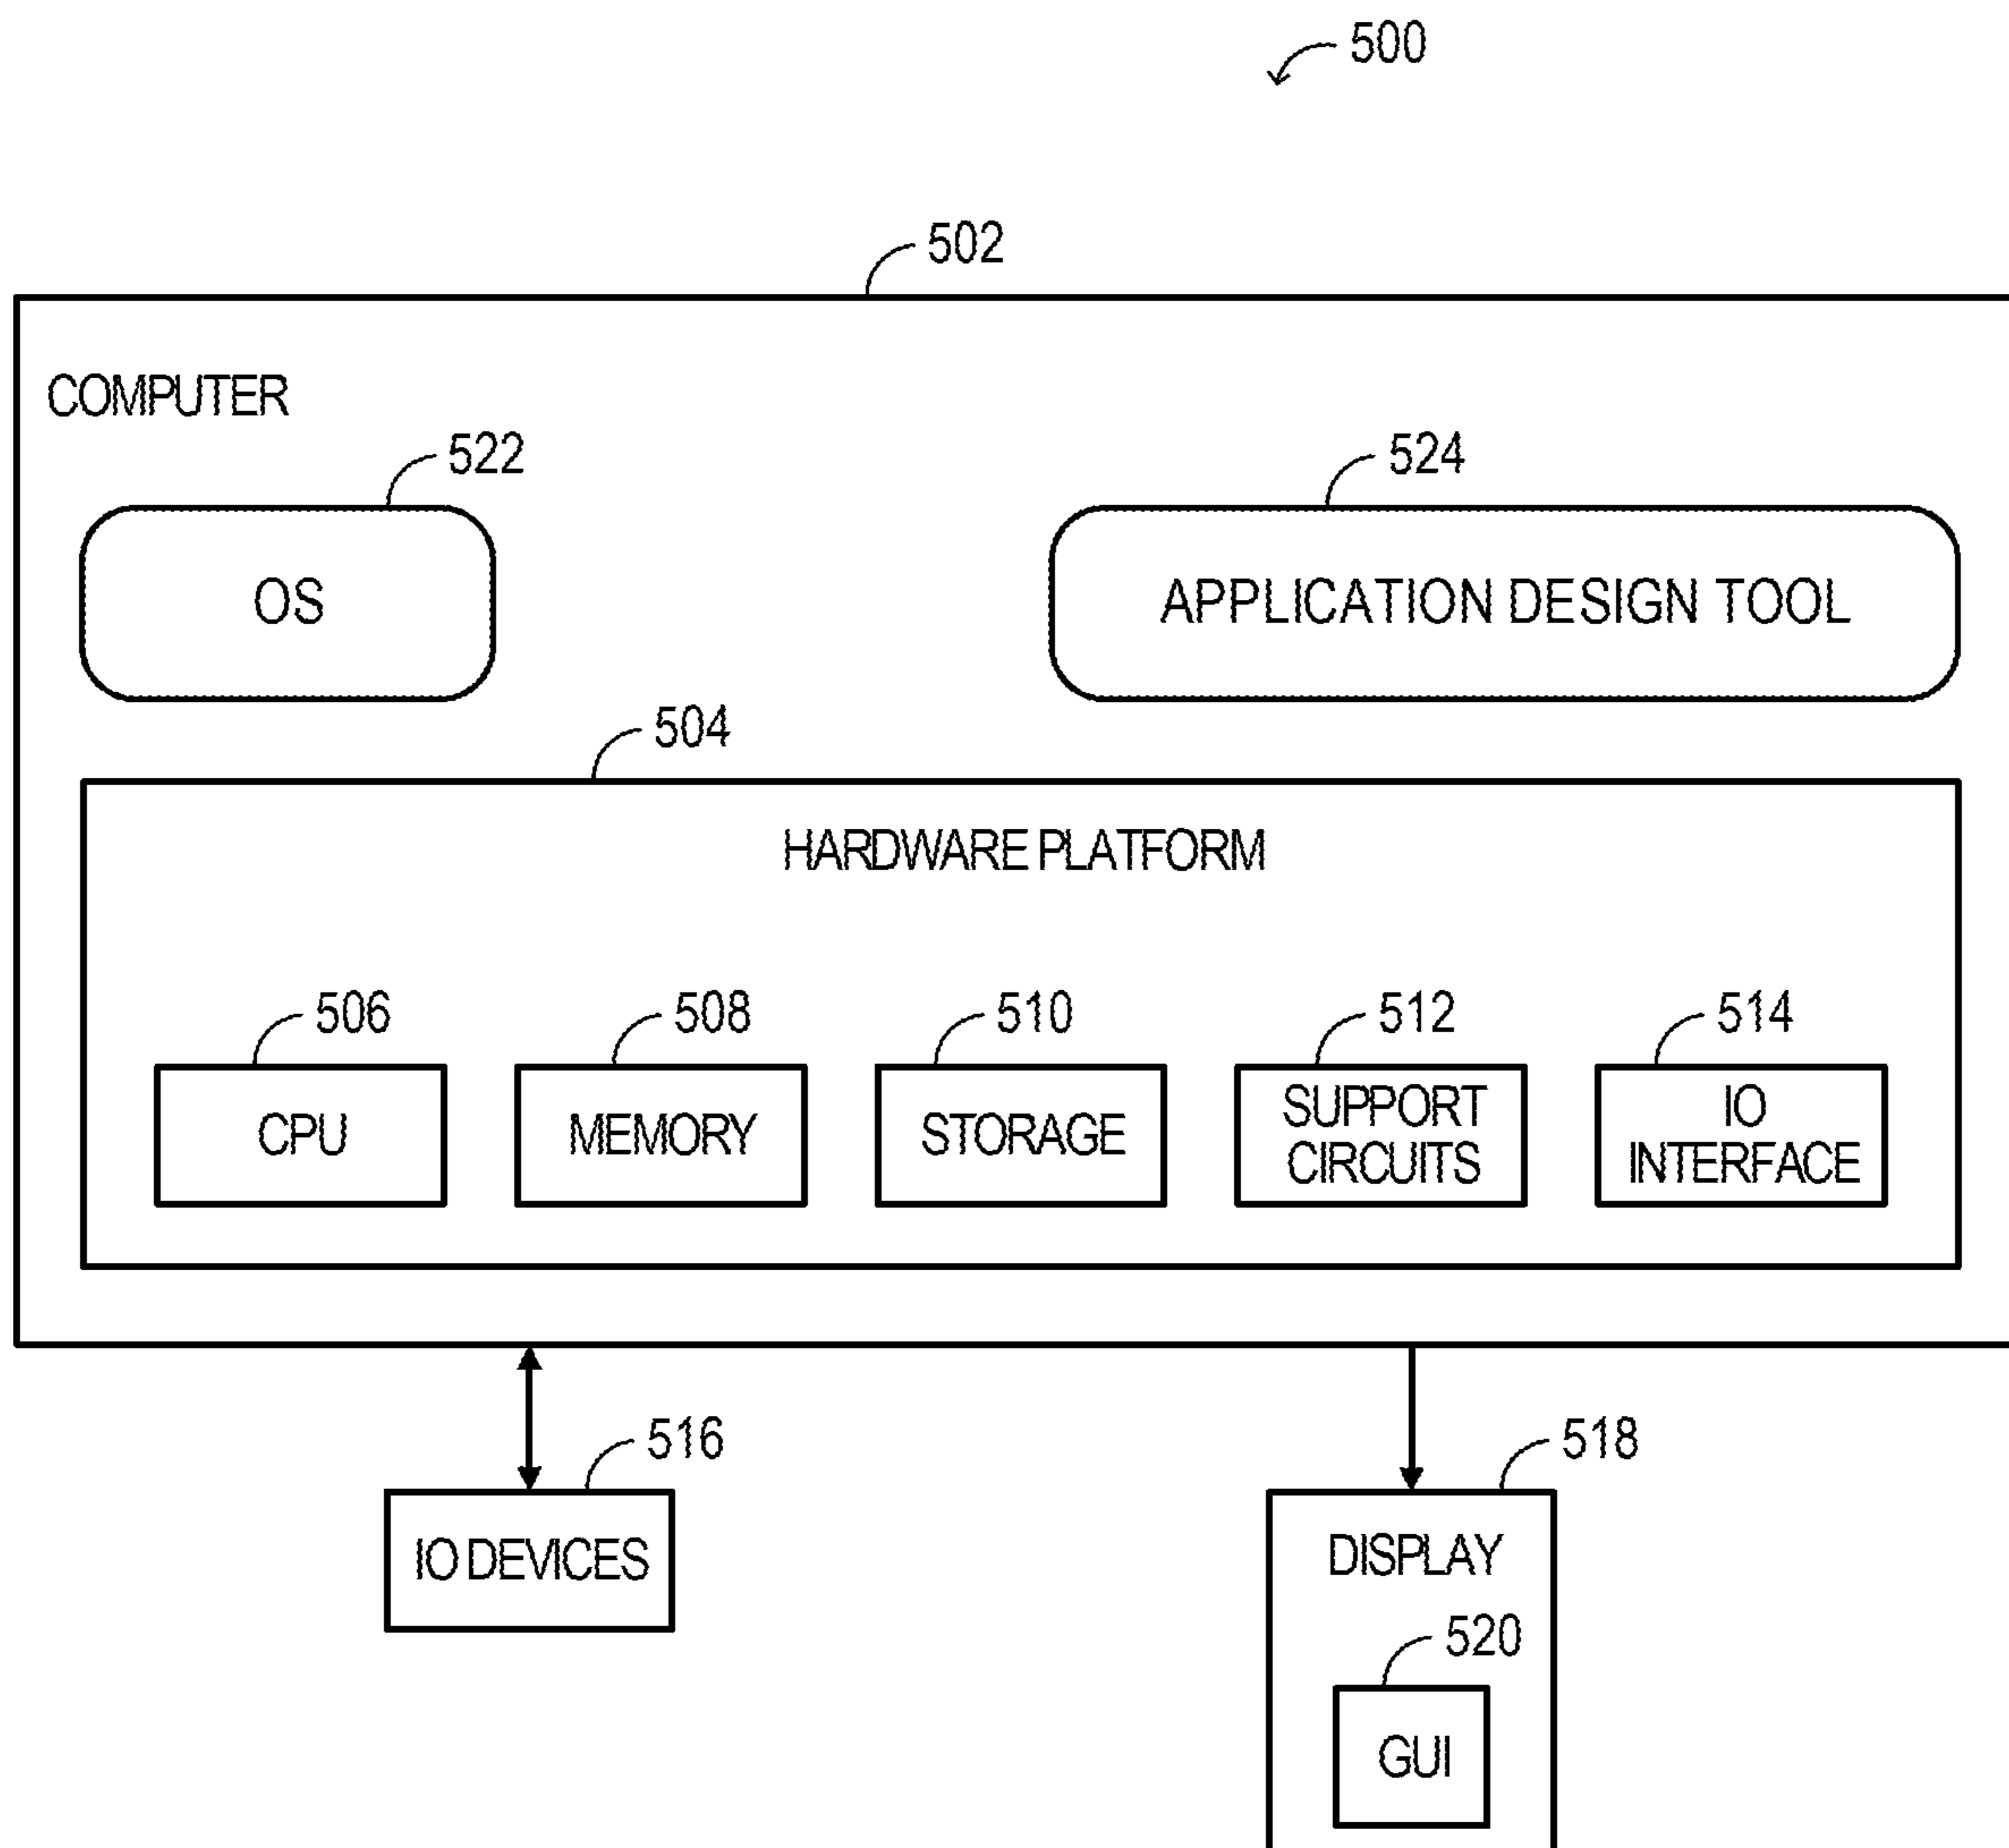 500
502
COMPUTER
522
524
OS
APPLICATION DESIGN TOOL
504
HARDWARE PLATFORM
506
508
510
512
514
CPU
MEMORY
STORAGE
SUPPORT
CIRCUITS
IO
INTERFACE
516
518
IO DEVICES
DISPLAY
520
GUI